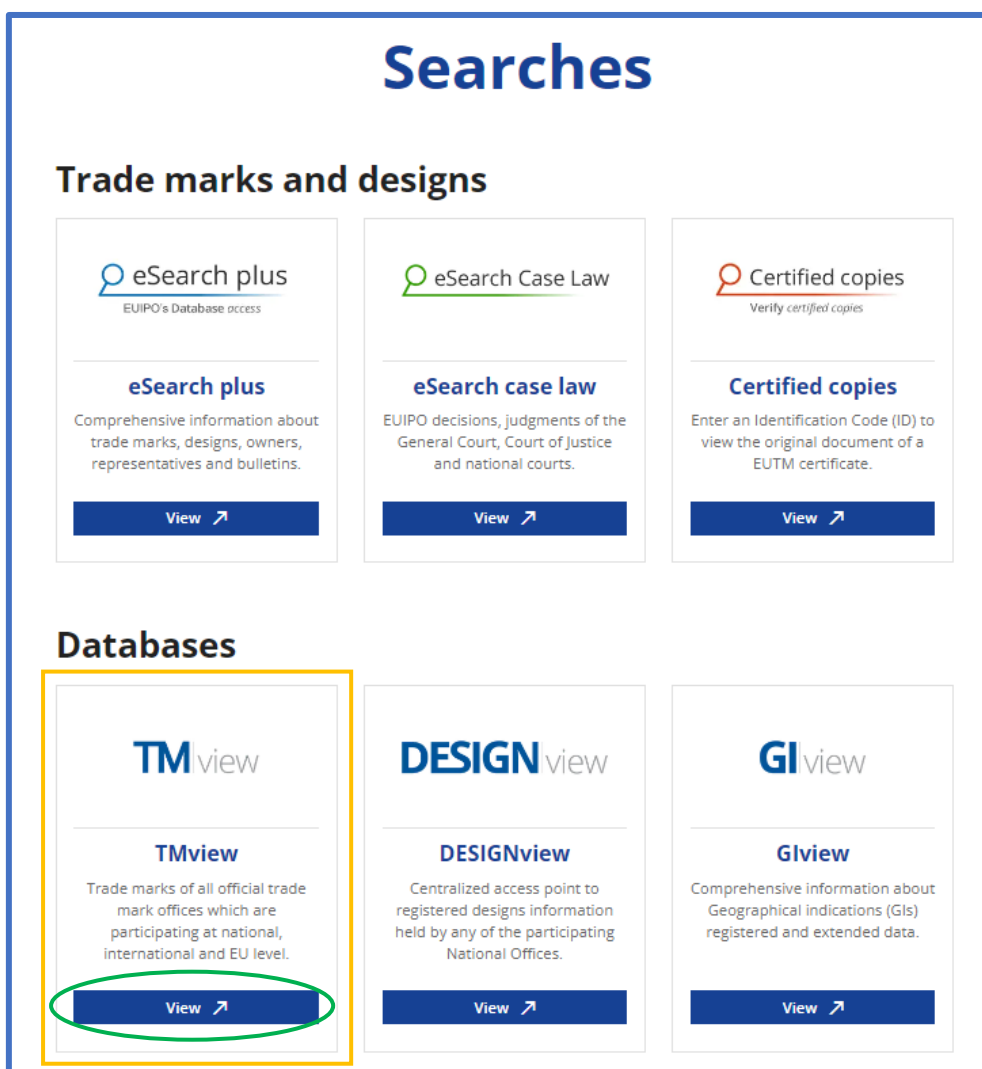 Searches
Trade marks and designs
eSearch plus
EUIPO's Database access
eSearch plus
Comprehensive information about
trade marks, designs, owners,
representatives and bulletins.
View
eSearch Case Law
eSearch case law
EUIPO decisions, judgments of the
General Court, Court of Justice
and national courts.
View
Certified copies
Verify certified copies
Certified copies
Enter an Identification Code (ID) to
view the original document of a
EUTM certificate.
View
Databases
TMview
TMview
Trade marks of all official trade
mark offices which are
participating at national,
international and EU level.
View
DESIGNview
DESIGNview
Centralized access point to
registered designs information
held by any of the participating
National Offices.
View
GIview
GIview
Comprehensive information about
Geographical indications (GIs)
registered and extended data.
View